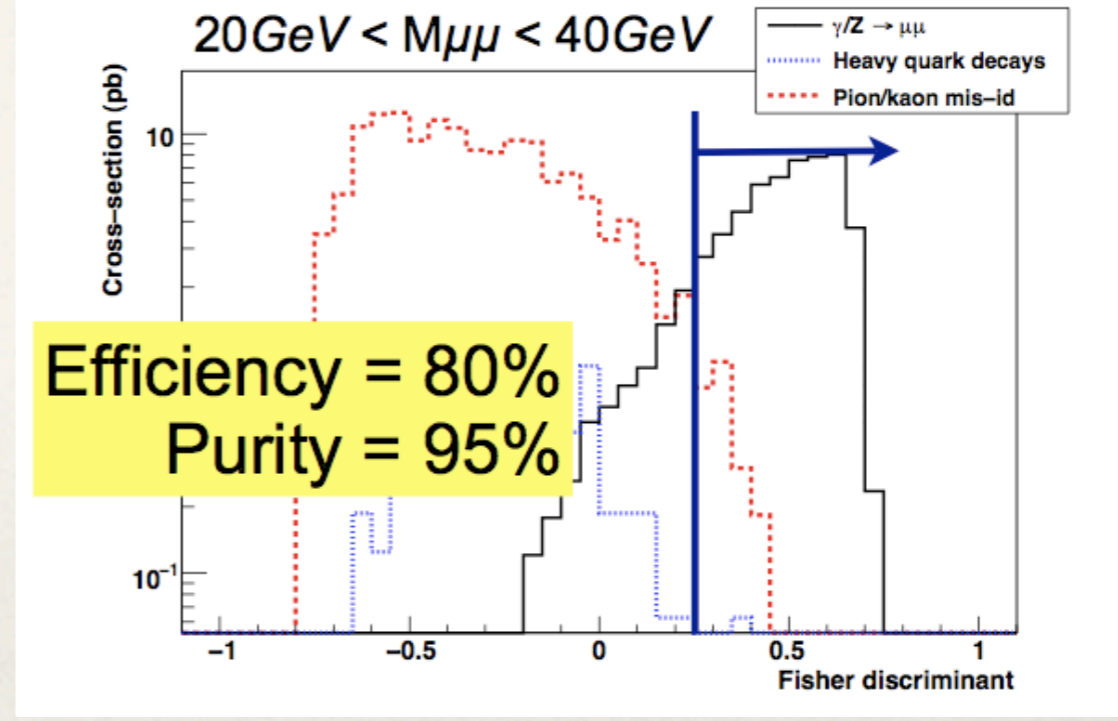 20GeV < Mμμ < 40GeV
γ/Z → μμ
Heavy quark decays
Pion/kaon mis–id
Cross–section (pb)
10
10⁻¹
Efficiency = 80%
Purity = 95%
−1
−0.5
0
0.5
1
Fisher discriminant